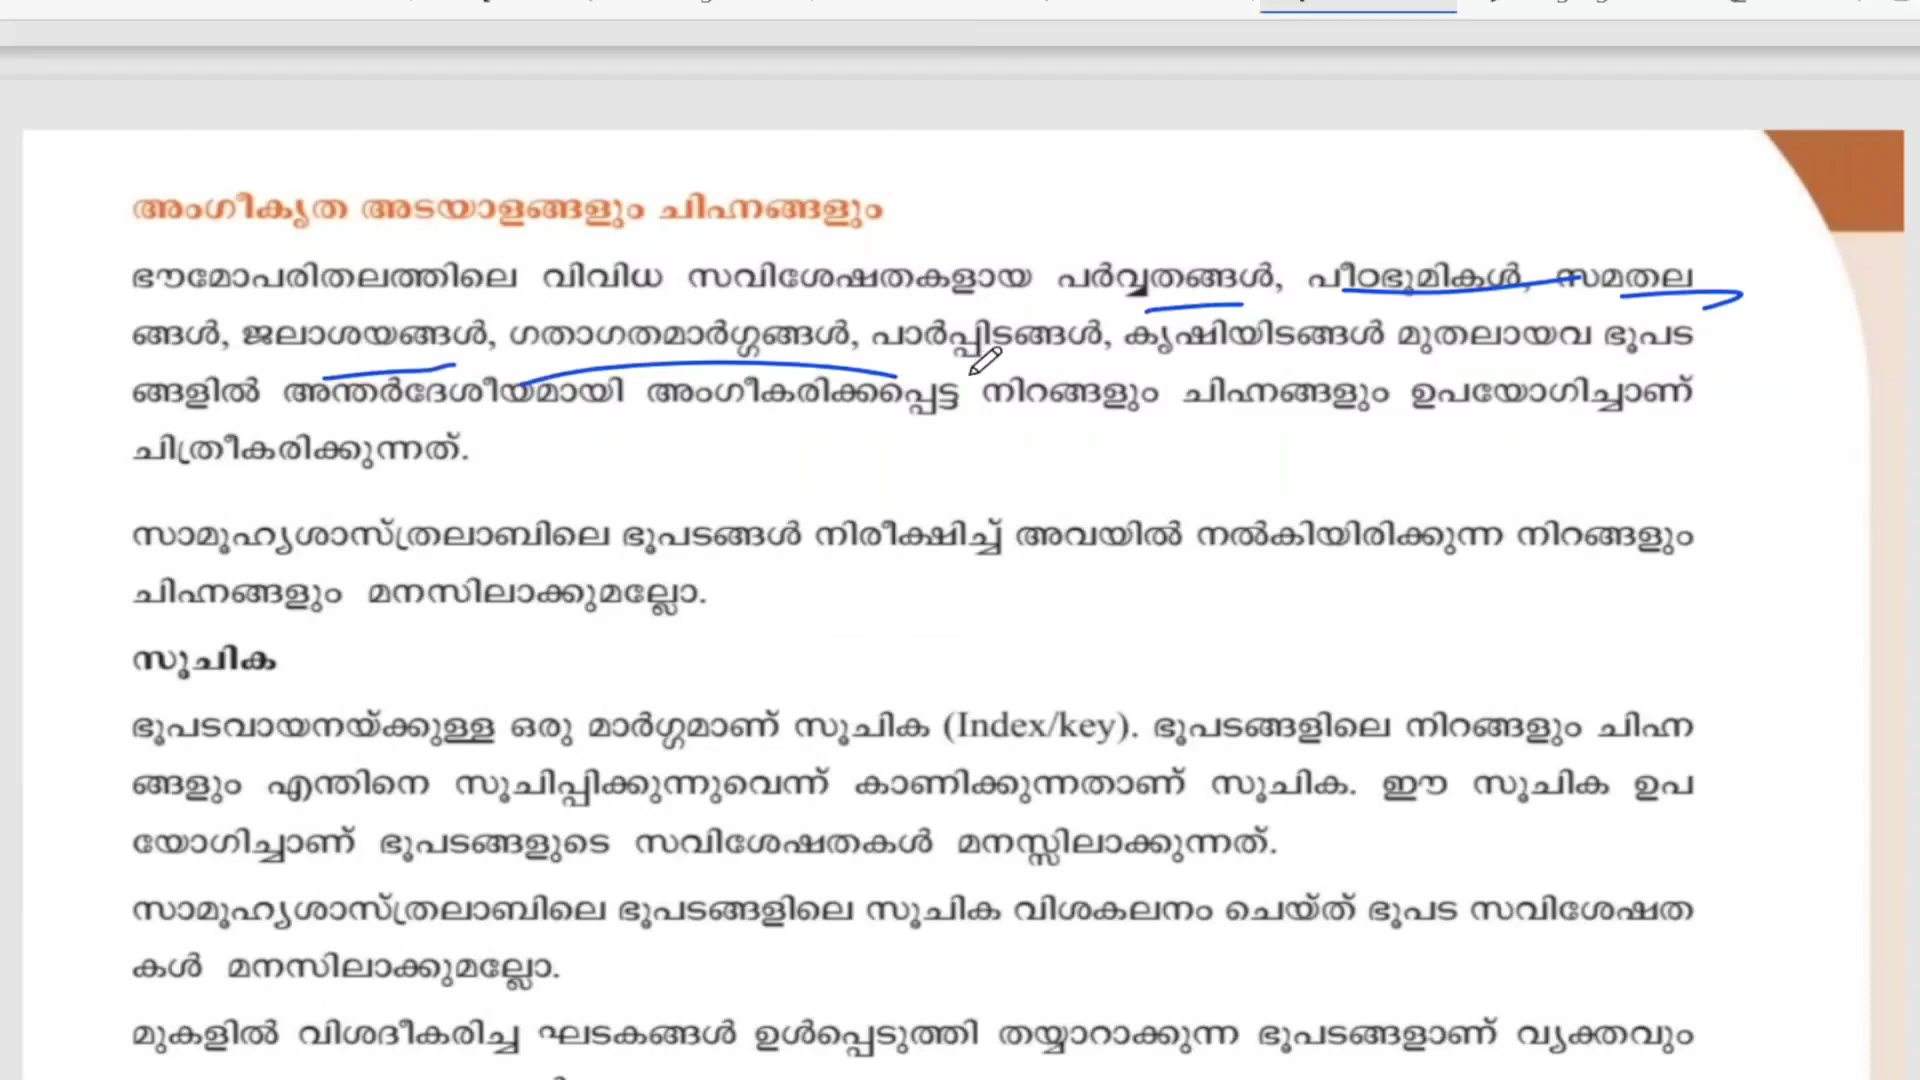 അംഗീകൃത അടയാളങ്ങളും ചിഹ്നങ്ങളും
ഭൗമോപരിതലത്തിലെ വിവിധ സവിശേഷതകളായ പർവ്വതങ്ങൾ, പീഠഭൂമികൾ, സമതല
ങ്ങൾ, ജലാശയങ്ങൾ, ഗതാഗതമാർഗ്ഗങ്ങൾ, പാർപ്പിടങ്ങൾ, കൃഷിയിടങ്ങൾ മുതലായവ ഭൂപട
ങ്ങളിൽ അന്തർദേശീയമായി അംഗീകരിക്കപ്പെട്ട നിറങ്ങളും ചിഹ്നങ്ങളും ഉപയോഗിച്ചാണ്
ചിത്രീകരിക്കുന്നത്.
സാമൂഹ്യശാസ്ത്രലാബിലെ ഭൂപടങ്ങൾ നിരീക്ഷിച്ച് അവയിൽ നൽകിയിരിക്കുന്ന നിറങ്ങളും
ചിഹ്നങ്ങളും മനസിലാക്കുമല്ലോ.
സൂചിക
ഭൂപടവായനയ്ക്കുള്ള ഒരു മാർഗ്ഗമാണ് സൂചിക (Index/key). ഭൂപടങ്ങളിലെ നിറങ്ങളും ചിഹ്ന
ങ്ങളും എന്തിനെ സൂചിപ്പിക്കുന്നുവെന്ന് കാണിക്കുന്നതാണ് സൂചിക. ഈ സൂചിക ഉപ
യോഗിച്ചാണ് ഭൂപടങ്ങളുടെ സവിശേഷതകൾ മനസ്സിലാക്കുന്നത്.
സാമൂഹ്യശാസ്ത്രലാബിലെ ഭൂപടങ്ങളിലെ സൂചിക വിശകലനം ചെയ്ത് ഭൂപട സവിശേഷത
കൾ മനസിലാക്കുമല്ലോ.
മുകളിൽ വിശദീകരിച്ച ഘടകങ്ങൾ ഉൾപ്പെടുത്തി തയ്യാറാക്കുന്ന ഭൂപടങ്ങളാണ് വ്യക്തവും